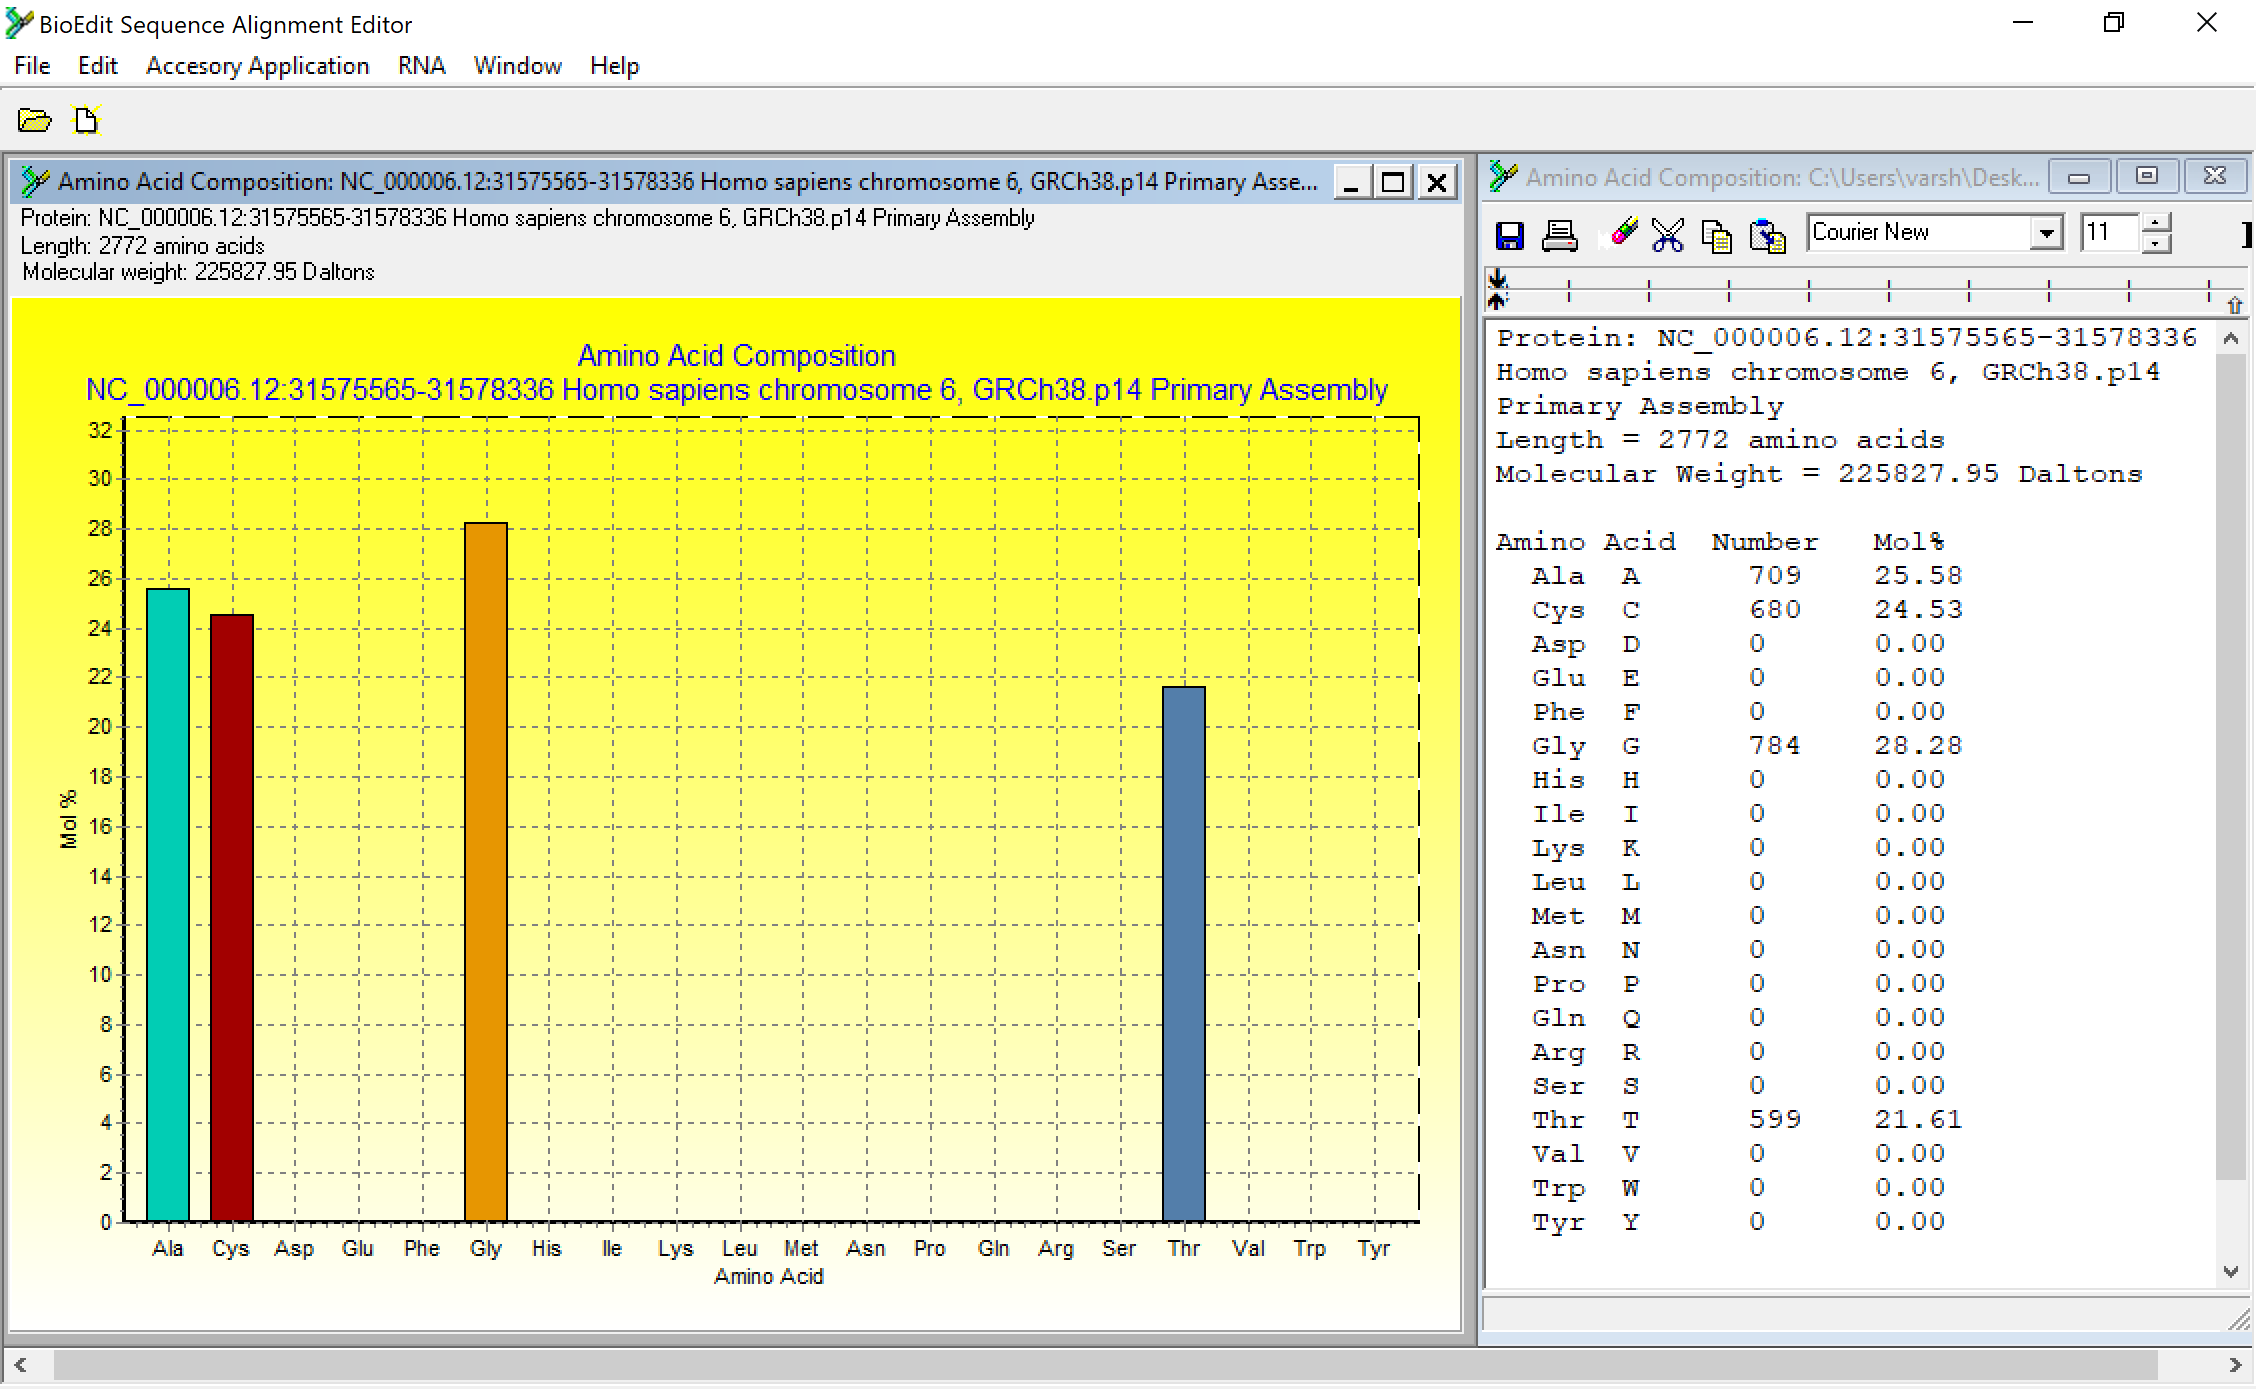 BioEdit Sequence Alignment Editor
File Edit Accesory Application RNA Window Help
Amino Acid Composition: NC_000006.12:31575565-31578336 Homo sapiens chromosome 6, GRCh38.p14 Primary Asse...
Protein: NC_000006.12:31575565-31578336 Homo sapiens chromosome 6, GRCh38.p14 Primary Assembly
Length: 2772 amino acids
Molecular weight: 225827.95 Daltons
Amino Acid Composition
NC_000006.12:31575565-31578336 Homo sapiens chromosome 6, GRCh38.p14 Primary Assembly
32
30
28
26
24
22
20
18
16
14
12
10
8
6
4
2
0
Mol %
Ala Cys Asp Glu Phe Gly His Ile Lys Leu Met Asn Pro Gln Arg Ser Thr Val Trp Tyr
Amino Acid
Amino Acid Composition: C:\Users\varsh\Desk...
Courier New 11
Protein: NC_000006.12:31575565-31578336
Homo sapiens chromosome 6, GRCh38.p14
Primary Assembly
Length = 2772 amino acids
Molecular Weight = 225827.95 Daltons
Amino Acid Number Mol%
Ala A 709 25.58
Cys C 680 24.53
Asp D 0 0.00
Glu E 0 0.00
Phe F 0 0.00
Gly G 784 28.28
His H 0 0.00
Ile I 0 0.00
Lys K 0 0.00
Leu L 0 0.00
Met M 0 0.00
Asn N 0 0.00
Pro P 0 0.00
Gln Q 0 0.00
Arg R 0 0.00
Ser S 0 0.00
Thr T 599 21.61
Val V 0 0.00
Trp W 0 0.00
Tyr Y 0 0.00